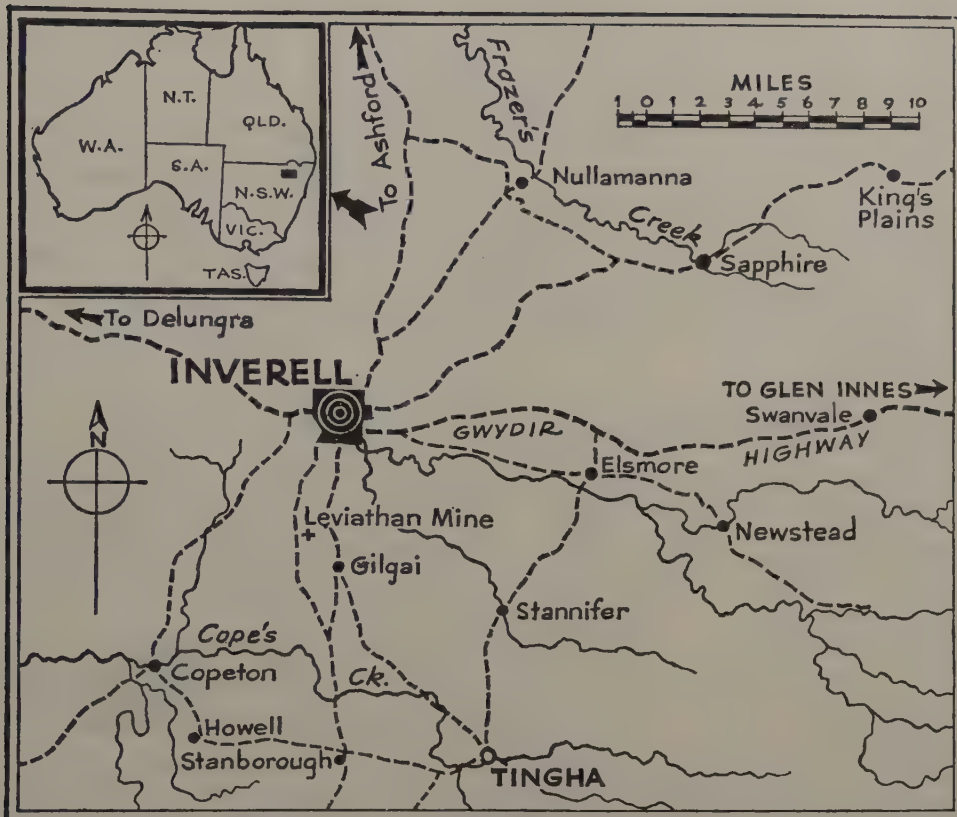 N.T.
QLD.
W.A.
S.A.
N.S.W.
VIC.
TAS.
To Ashford
Frazer's
Creek
MILES
1 0 1 2 3 4 5 6 7 8 9 10
Nullamanna
King's
Plains
Sapphire
To Delungra
INVERELL
TO GLEN INNES
Swanvale
GWYDIR
HIGHWAY
N
Elsmore
Leviathan Mine
Newstead
Gilgai
Stannifer
Cope's
Ck.
Copeton
Howell
Stanborough
TINGHA